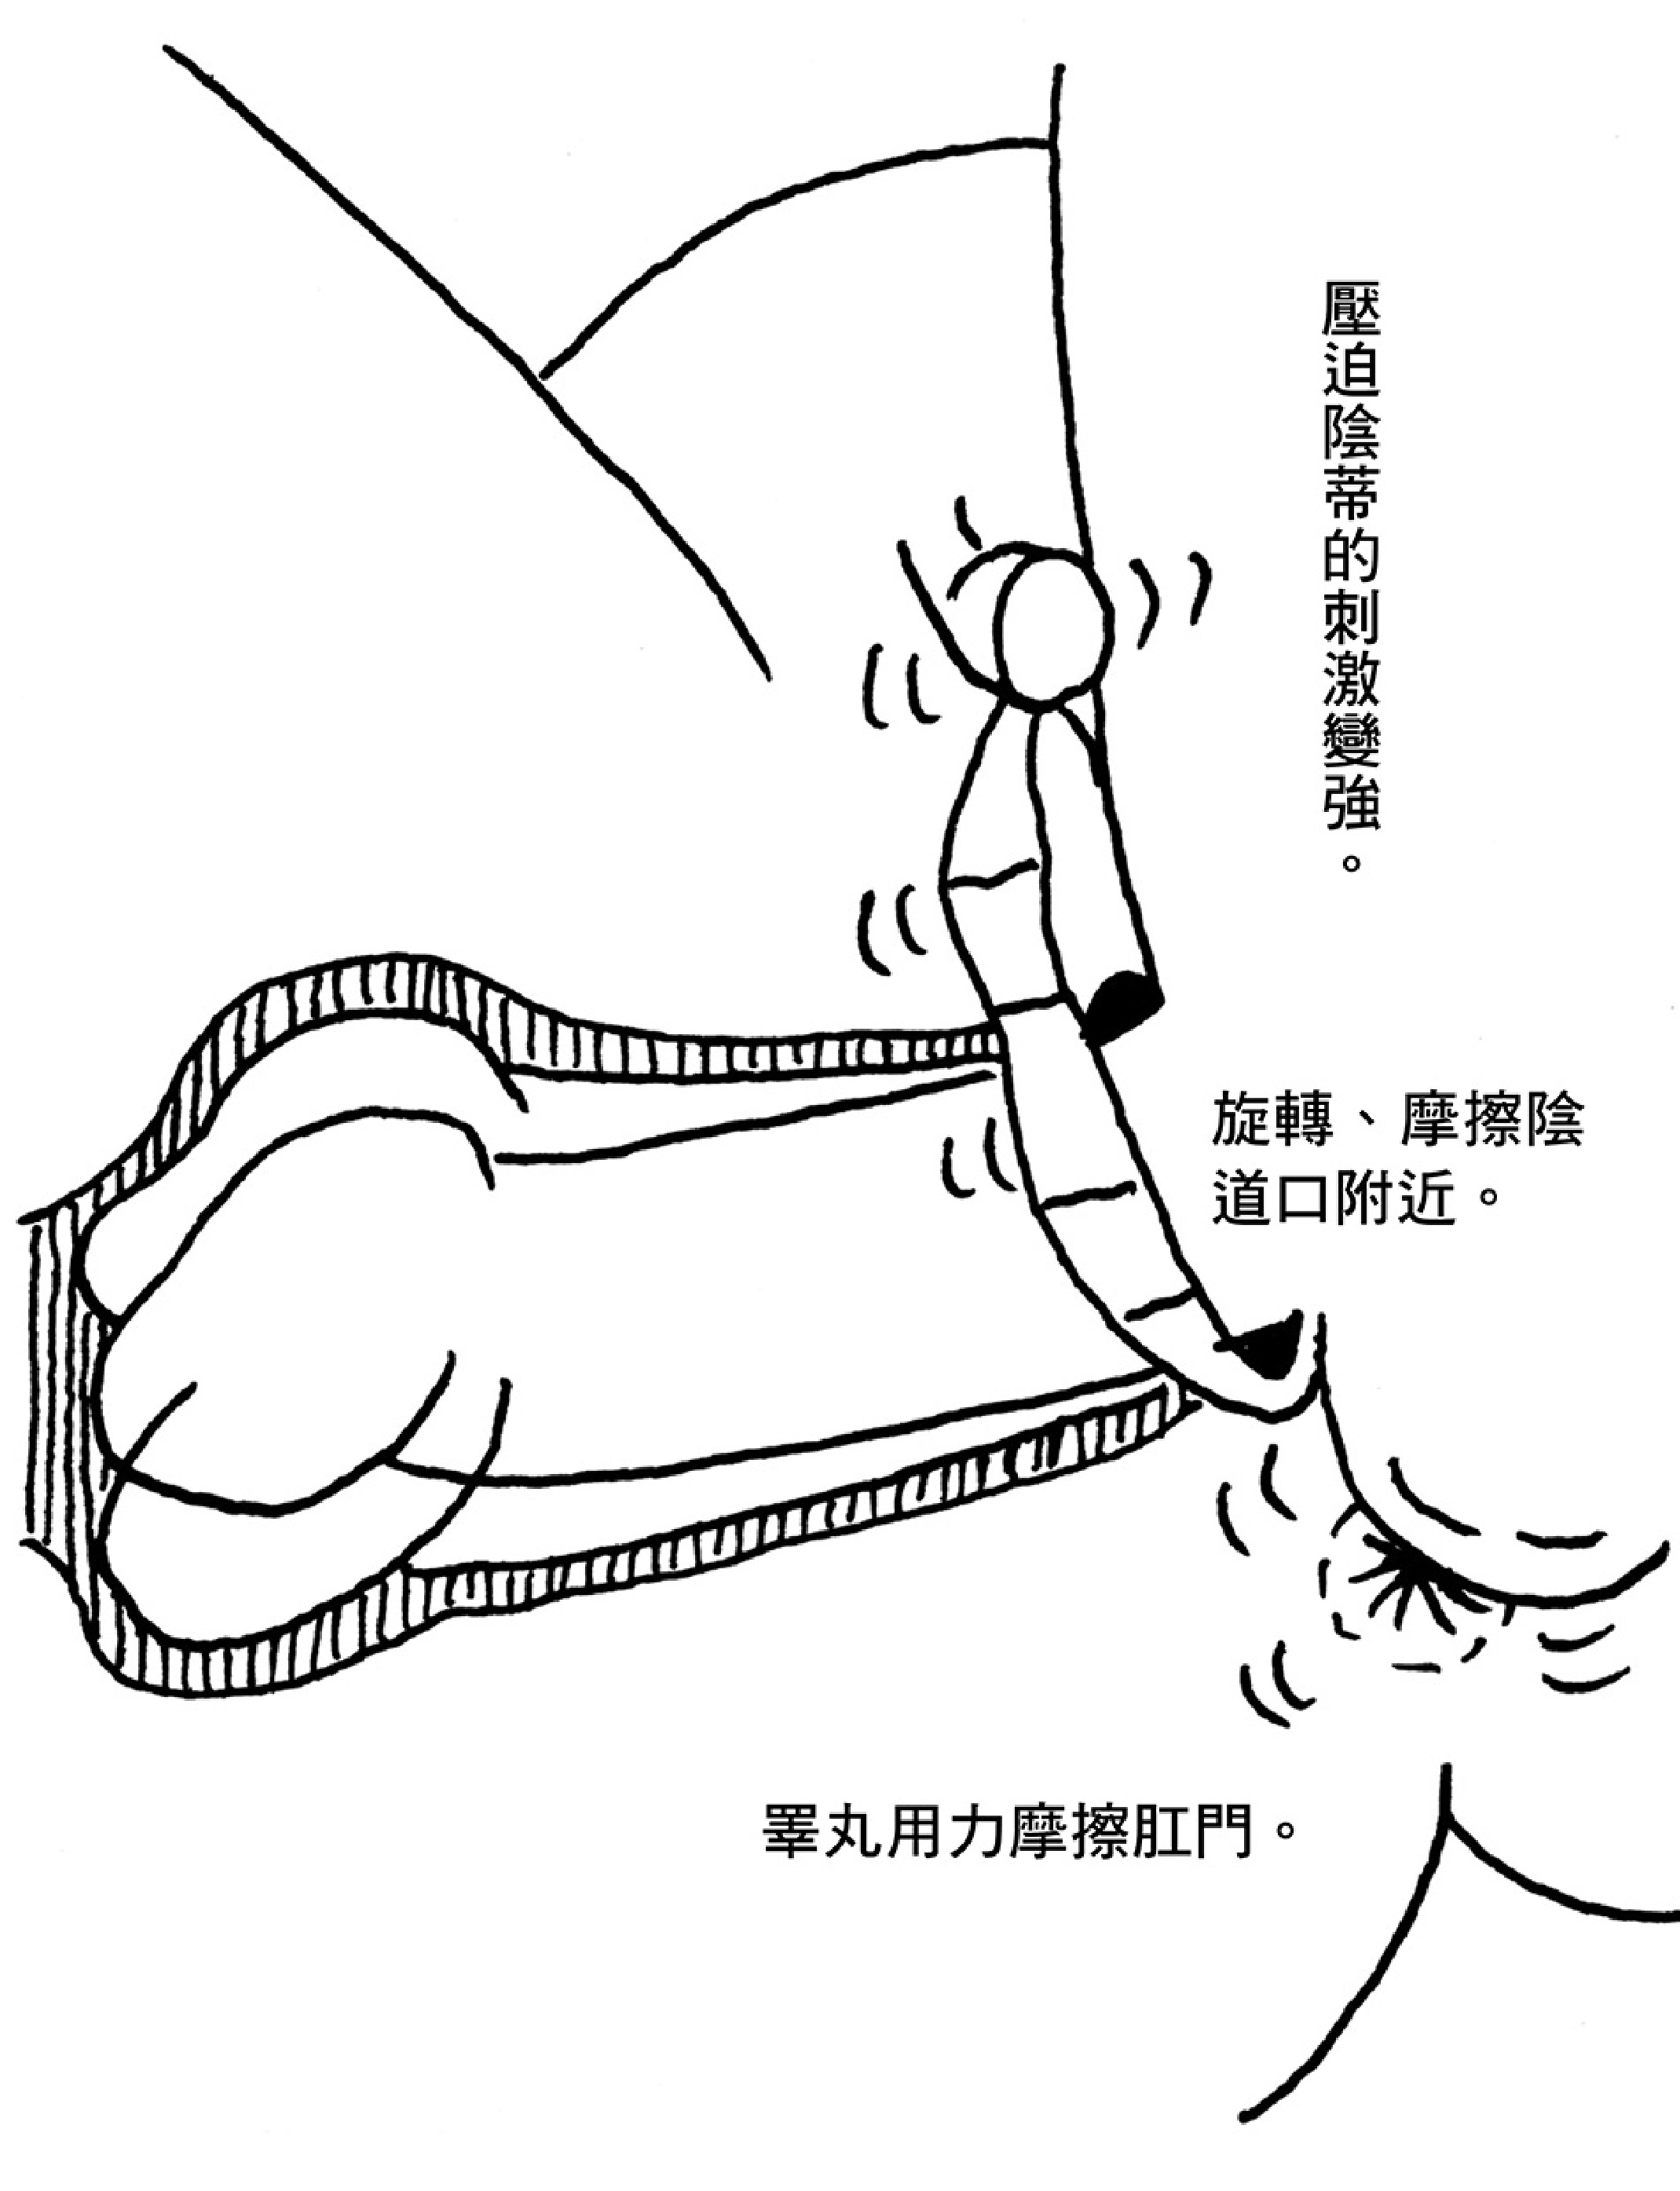 壓迫陰蒂的刺激變強。
旋轉、摩擦陰
道口附近。
睪丸用力摩擦肛門。